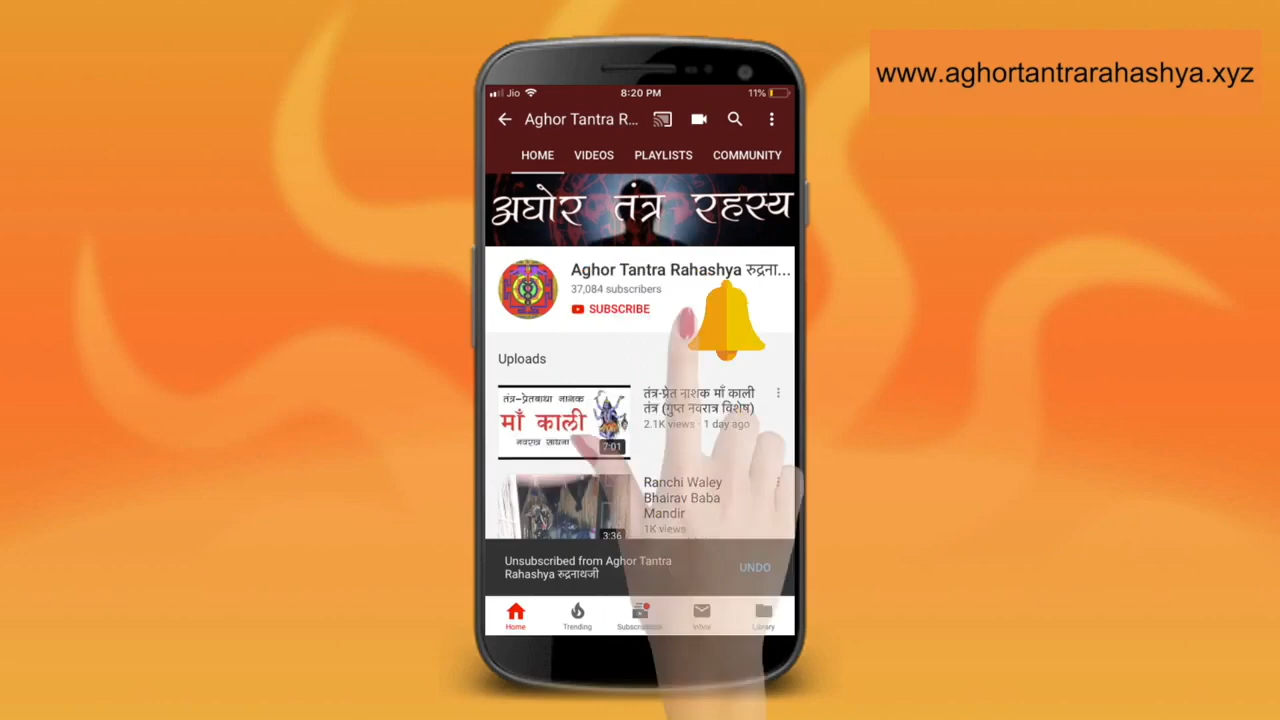 www.aghortantrarahashya.xyz
Jio 8:20 PM 11%
Aghor Tantra R...
HOME VIDEOS PLAYLISTS COMMUNITY
अघोर तंत्र रहस्य
Aghor Tantra Rahashya रुद्रना...
37,084 subscribers
SUBSCRIBE
Uploads
तंत्र-प्रेतबाधा नाशक
माँ काली
नवरात्र साधना
7:01
तंत्र-प्रेत नाशक माँ काली
तंत्र (गुप्त नवरात्र विशेष)
2.1K views · 1 day ago
Ranchi Waley
Bhairav Baba
Mandir
1K views
3:36
Unsubscribed from Aghor Tantra
Rahashya रुद्रनाथजी
UNDO
Home Trending Subscriptions Inbox Library